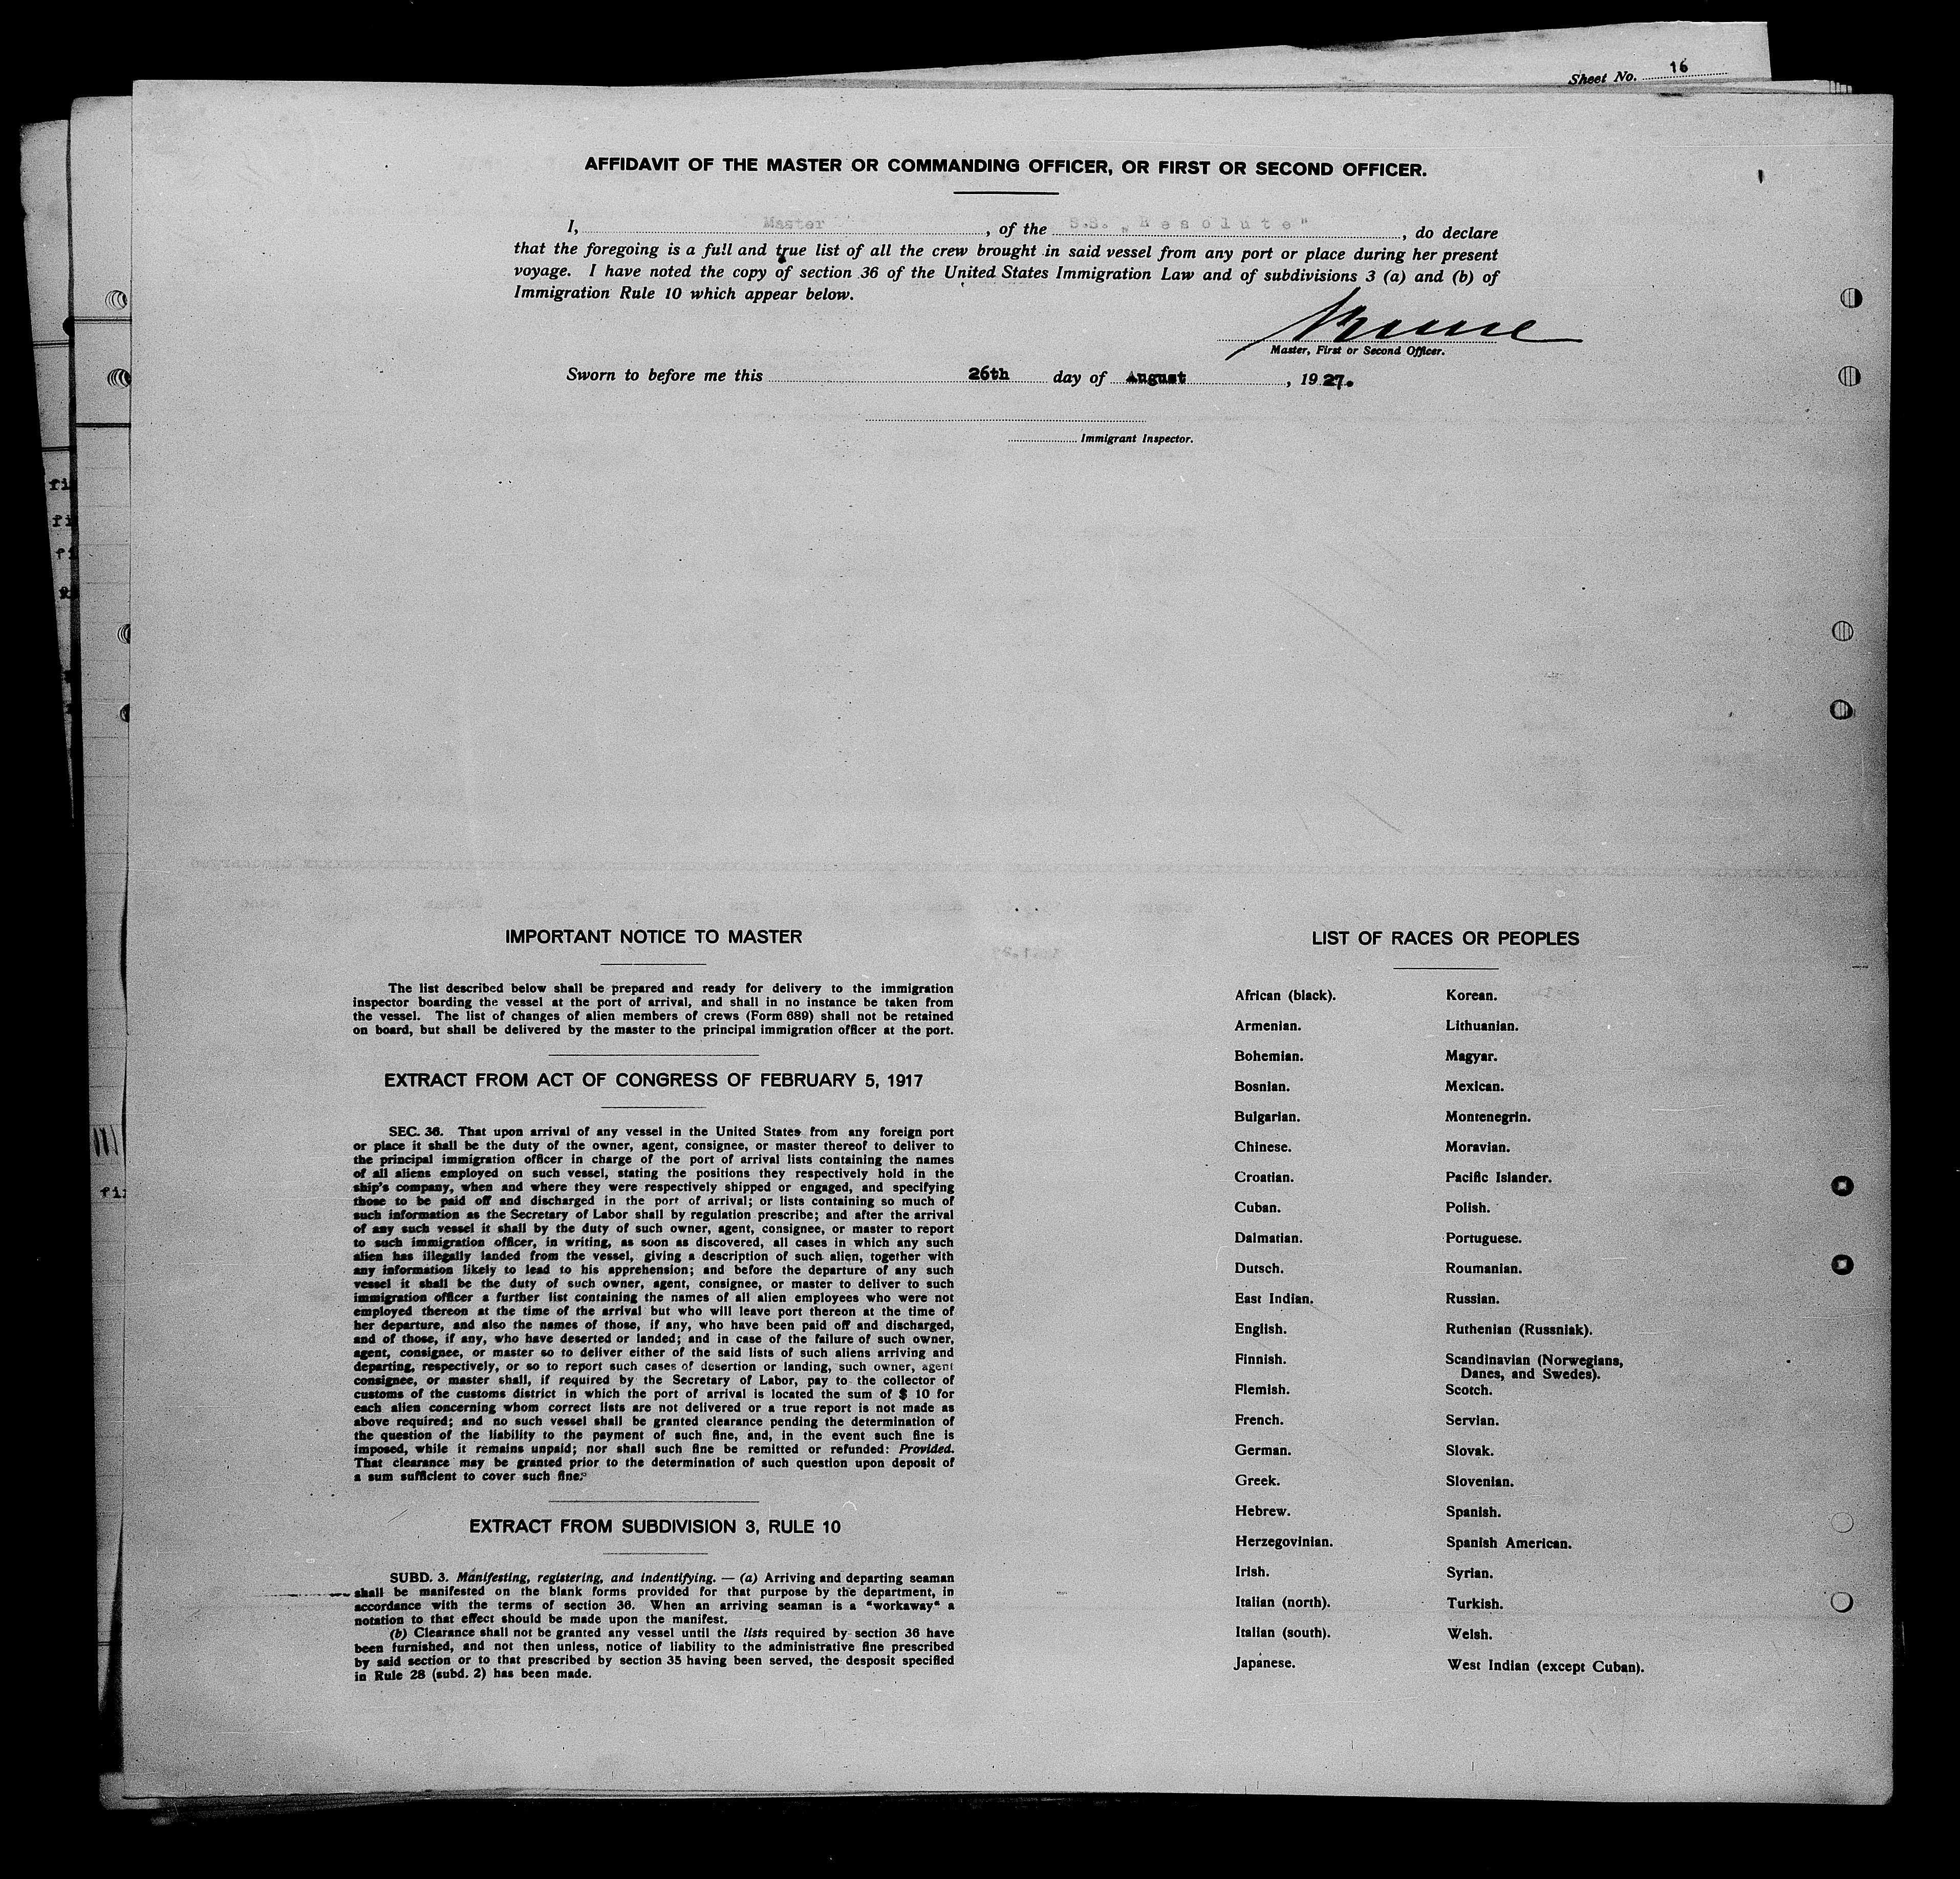 Sheet No. 16
AFFIDAVIT OF THE MASTER OR COMMANDING OFFICER, OR FIRST OR SECOND OFFICER.
I, Master, of the S.S. „Resolute", do declare
that the foregoing is a full and true list of all the crew brought in said vessel from any port or place during her present
voyage. I have noted the copy of section 36 of the United States Immigration Law and of subdivisions 3 (a) and (b) of
Immigration Rule 10 which appear below.
Master, First or Second Officer.
Sworn to before me this 26th day of August, 1927.
Immigrant Inspector.
IMPORTANT NOTICE TO MASTER
The list described below shall be prepared and ready for delivery to the immigration
inspector boarding the vessel at the port of arrival, and shall in no instance be taken from
the vessel. The list of changes of alien members of crews (Form 689) shall not be retained
on board, but shall be delivered by the master to the principal immigration officer at the port.
EXTRACT FROM ACT OF CONGRESS OF FEBRUARY 5, 1917
SEC. 36. That upon arrival of any vessel in the United States from any foreign port
or place it shall be the duty of the owner, agent, consignee, or master thereof to deliver to
the principal immigration officer in charge of the port of arrival lists containing the names
of all aliens employed on such vessel, stating the positions they respectively hold in the
ship's company, when and where they were respectively shipped or engaged, and specifying
those to be paid off and discharged in the port of arrival; or lists containing so much of
such information as the Secretary of Labor shall by regulation prescribe; and after the arrival
of any such vessel it shall by the duty of such owner, agent, consignee, or master to report
to such immigration officer, in writing, as soon as discovered, all cases in which any such
alien has illegally landed from the vessel, giving a description of such alien, together with
any information likely to lead to his apprehension; and before the departure of any such
vessel it shall be the duty of such owner, agent, consignee, or master to deliver to such
immigration officer a further list containing the names of all alien employees who were not
employed thereon at the time of the arrival but who will leave port thereon at the time of
her departure, and also the names of those, if any, who have been paid off and discharged,
and of those, if any, who have deserted or landed; and in case of the failure of such owner,
agent, consignee, or master so to deliver either of the said lists of such aliens arriving and
departing, respectively, or so to report such cases of desertion or landing, such owner, agent
consignee, or master shall, if required by the Secretary of Labor, pay to the collector of
customs of the customs district in which the port of arrival is located the sum of $ 10 for
each alien concerning whom correct lists are not delivered or a true report is not made as
above required; and no such vessel shall be granted clearance pending the determination of
the question of the liability to the payment of such fine, and, in the event such fine is
imposed, while it remains unpaid; nor shall such fine be remitted or refunded: Provided.
That clearance may be granted prior to the determination of such question upon deposit of
a sum sufficient to cover such fine.
EXTRACT FROM SUBDIVISION 3, RULE 10
SUBD. 3. Manifesting, registering, and indentifying. — (a) Arriving and departing seaman
shall be manifested on the blank forms provided for that purpose by the department, in
accordance with the terms of section 36. When an arriving seaman is a "workaway" a
notation to that effect should be made upon the manifest.
(b) Clearance shall not be granted any vessel until the lists required by section 36 have
been furnished, and not then unless, notice of liability to the administrative fine prescribed
by said section or to that prescribed by section 35 having been served, the desposit specified
in Rule 28 (subd. 2) has been made.
LIST OF RACES OR PEOPLES
African (black).
Armenian.
Bohemian.
Bosnian.
Bulgarian.
Chinese.
Croatian.
Cuban.
Dalmatian.
Dutsch.
East Indian.
English.
Finnish.
Flemish.
French.
German.
Greek.
Hebrew.
Herzegovinian.
Irish.
Italian (north).
Italian (south).
Japanese.
Korean.
Lithuanian.
Magyar.
Mexican.
Montenegrin.
Moravian.
Pacific Islander.
Polish.
Portuguese.
Roumanian.
Russian.
Ruthenian (Russniak).
Scandinavian (Norwegians,
Danes, and Swedes).
Scotch.
Servian.
Slovak.
Slovenian.
Spanish.
Spanish American.
Syrian.
Turkish.
Welsh.
West Indian (except Cuban).